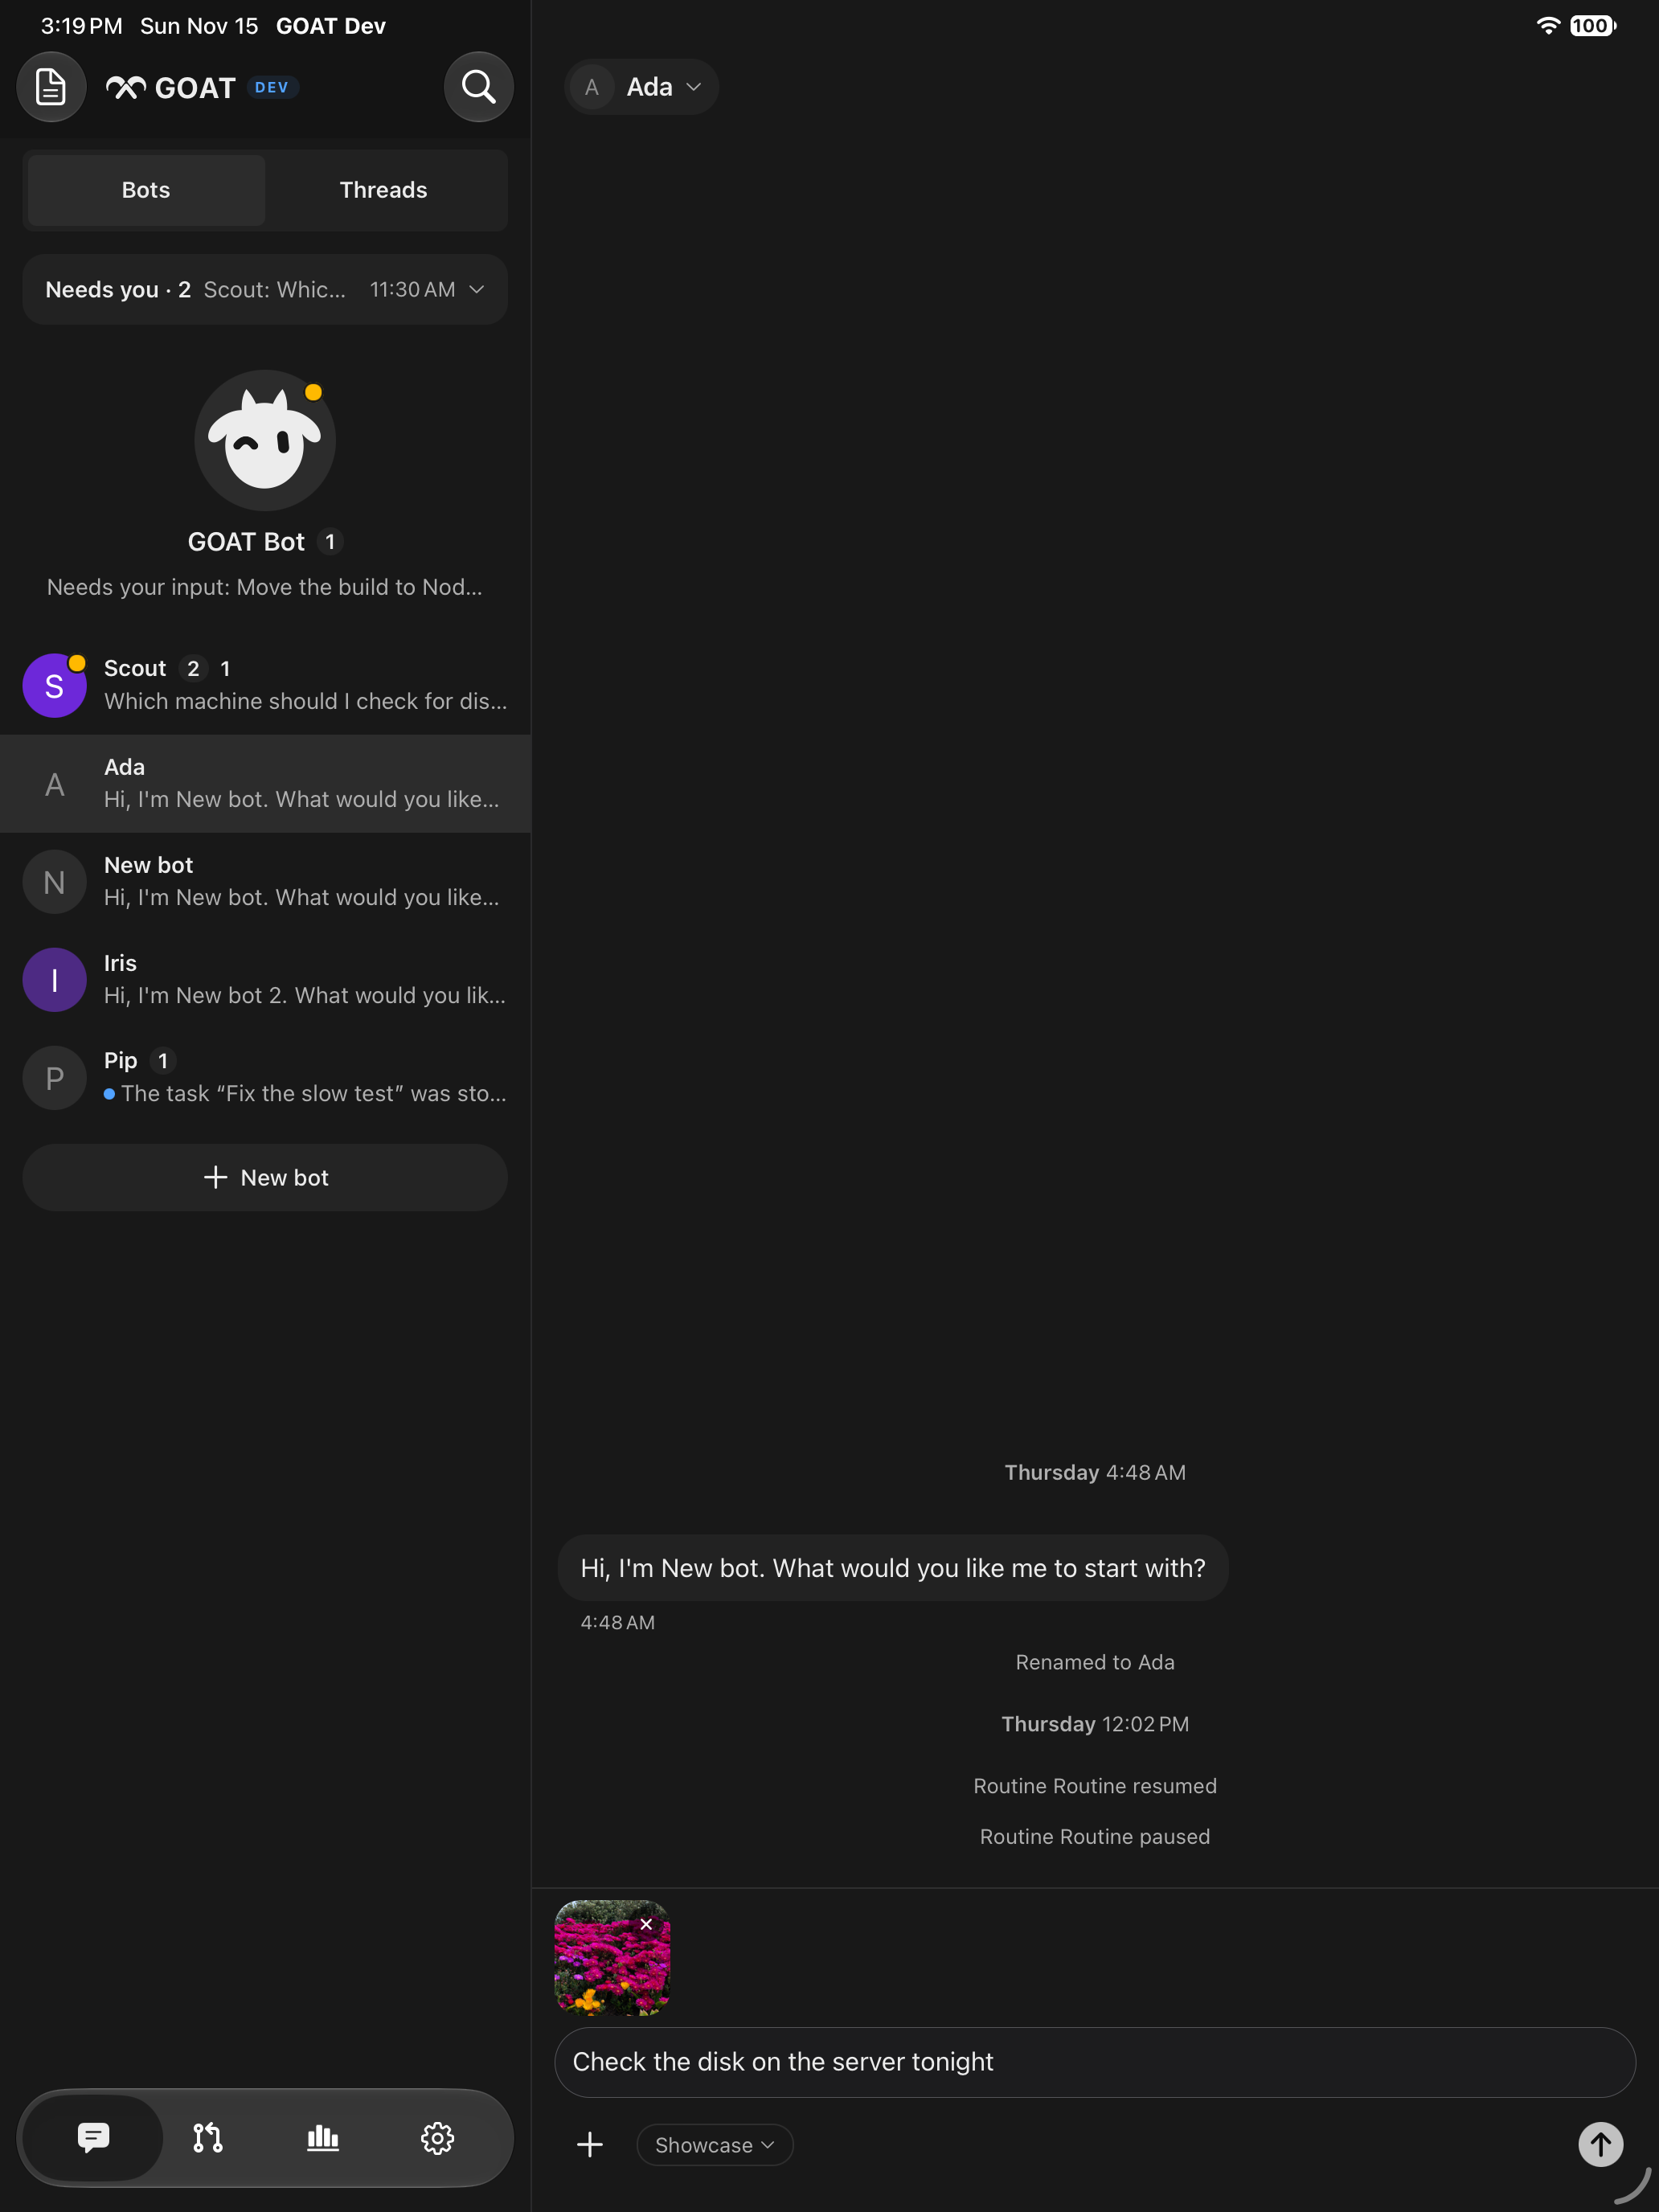 3:19 PM Sun Nov 15 GOAT Dev
100
GOAT DEV
Bots
Threads
Needs you · 2 Scout: Whic... 11:30 AM
GOAT Bot 1
Needs your input: Move the build to Nod...
S
Scout 2 1
Which machine should I check for dis...
A
Ada
Hi, I'm New bot. What would you like...
N
New bot
Hi, I'm New bot. What would you like...
I
Iris
Hi, I'm New bot 2. What would you lik...
P
Pip 1
The task “Fix the slow test” was sto...
New bot
A Ada
Thursday 4:48 AM
Hi, I'm New bot. What would you like me to start with?
4:48 AM
Renamed to Ada
Thursday 12:02 PM
Routine Routine resumed
Routine Routine paused
Check the disk on the server tonight
Showcase